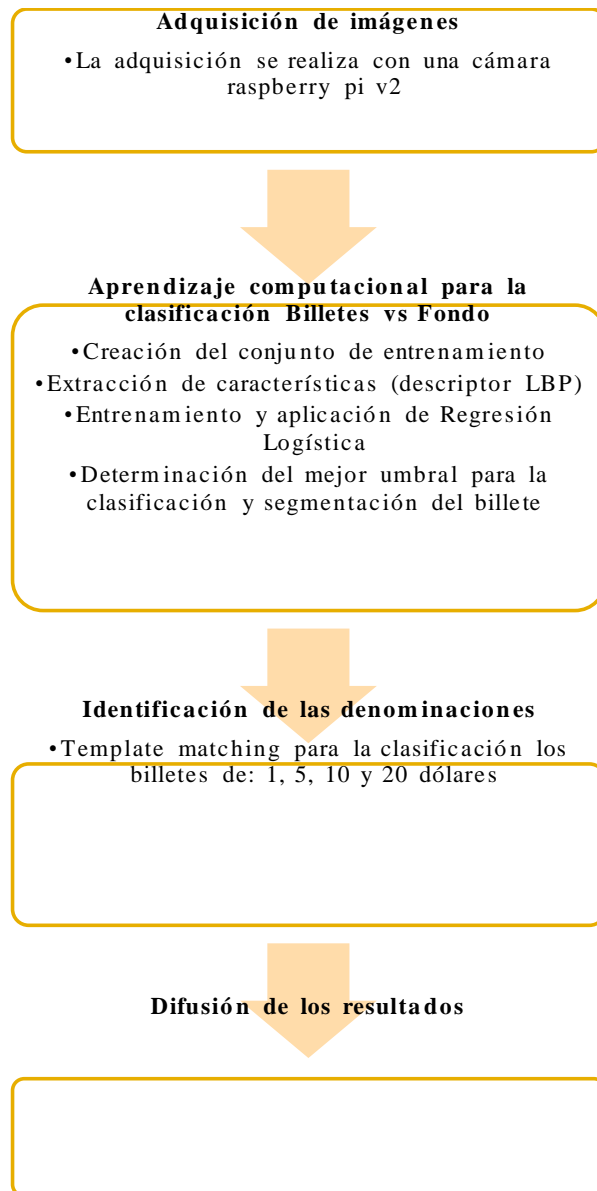 Adquisición de imágenes
•La adquisición se realiza con una cámara
raspberry pi v2
Aprendizaje computacional para la
clasificación Billetes vs Fondo
•Creación del conjunto de entrenamiento
•Extracción de características (descriptor LBP)
•Entrenamiento y aplicación de Regresión
Logística
•Determinación del mejor umbral para la
clasificación y segmentación del billete
Identificación de las denominaciones
•Template matching para la clasificación los
billetes de: 1, 5, 10 y 20 dólares
Difusión de los resultados